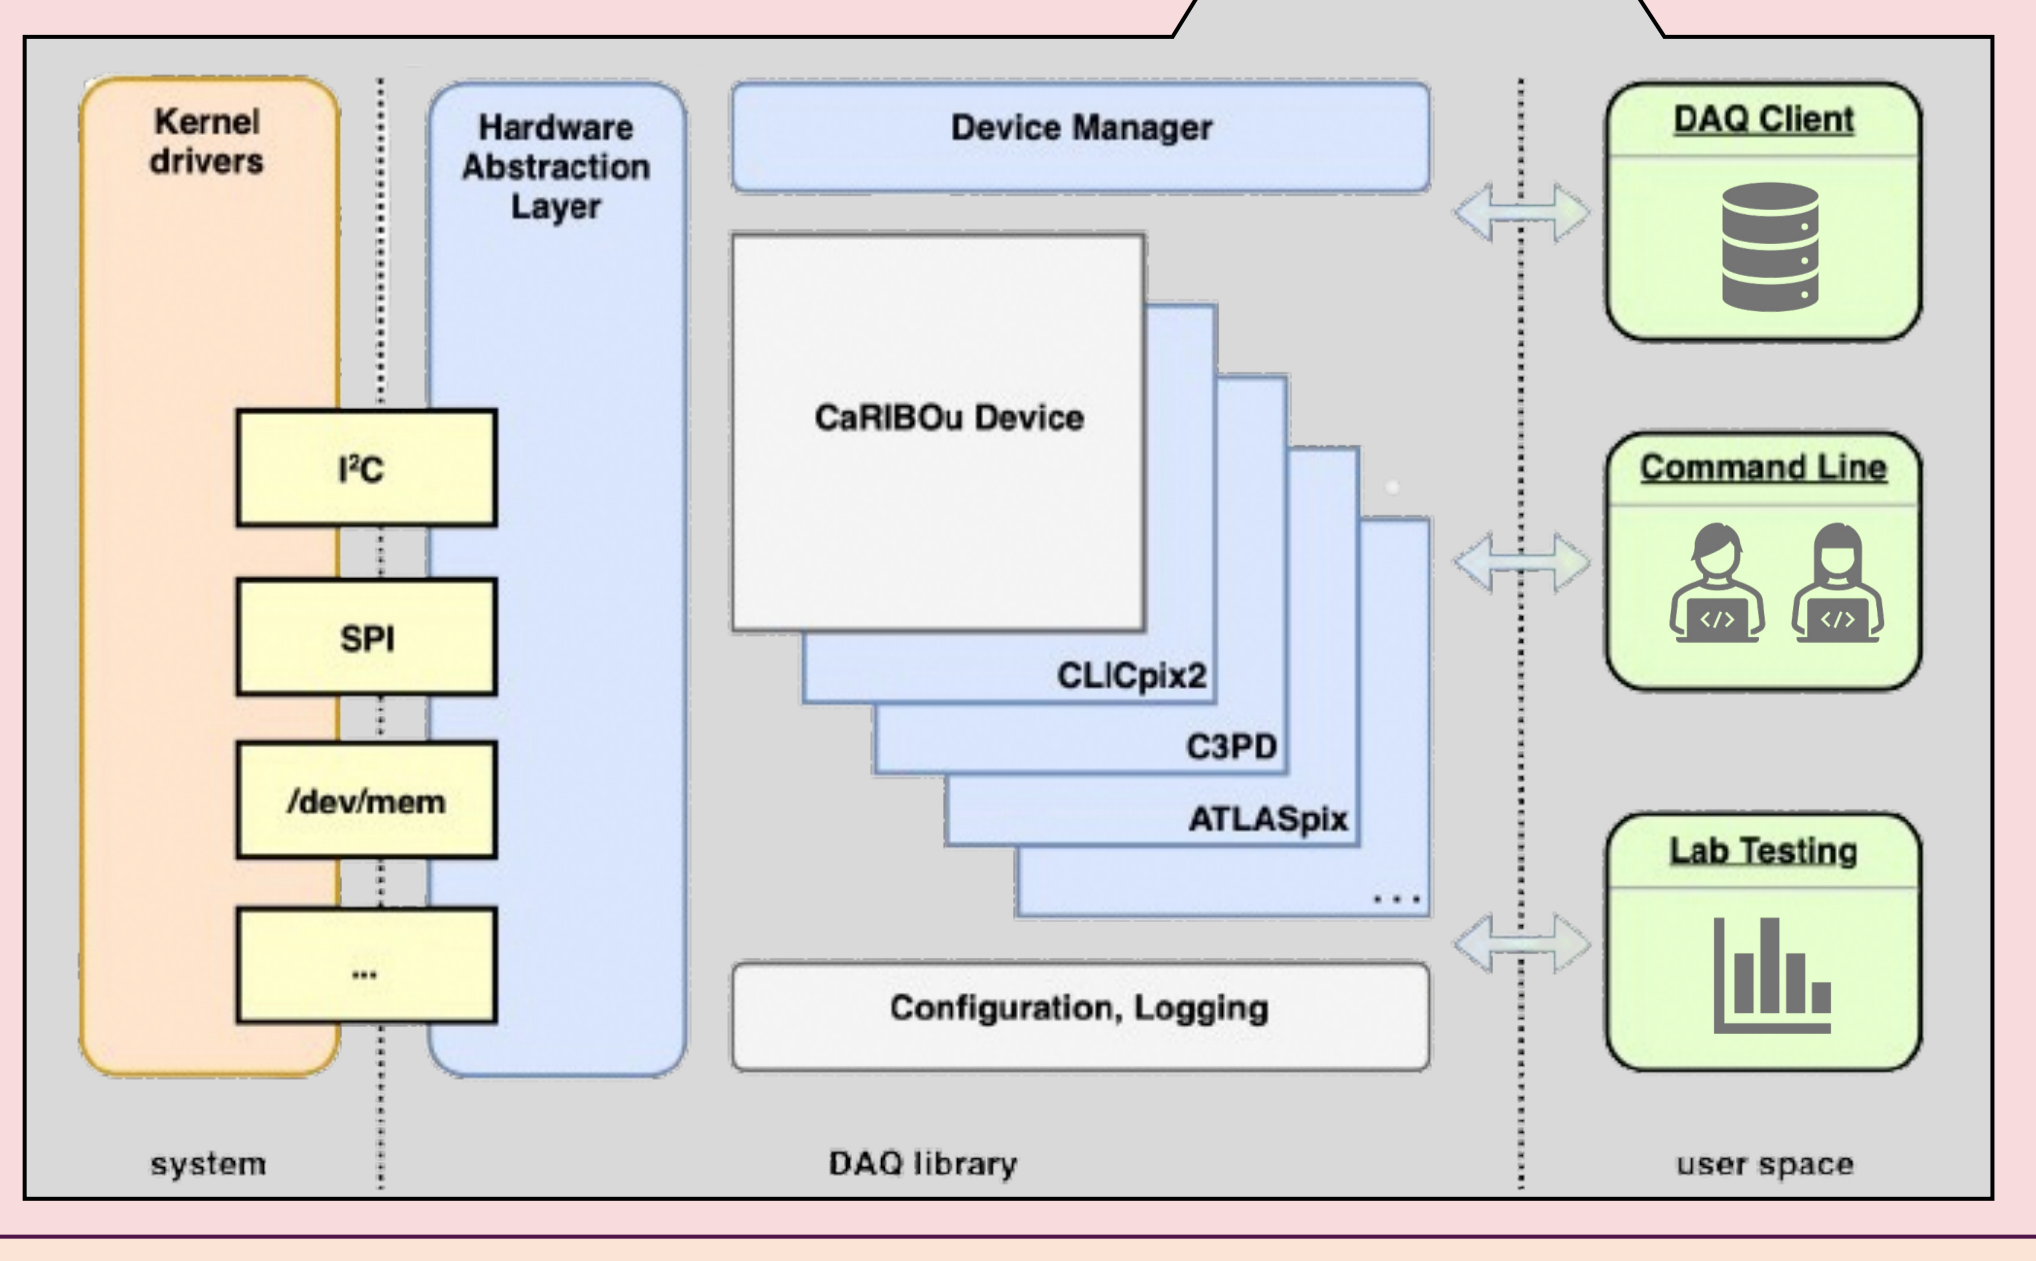 Kernel
drivers
I²C
SPI
/dev/mem
...
Hardware
Abstraction
Layer
Device Manager
CaRIBOu Device
CLICpix2
C3PD
ATLASpix
...
Configuration, Logging
DAQ Client
Command Line
</>
</>
Lab Testing
system
DAQ library
user space